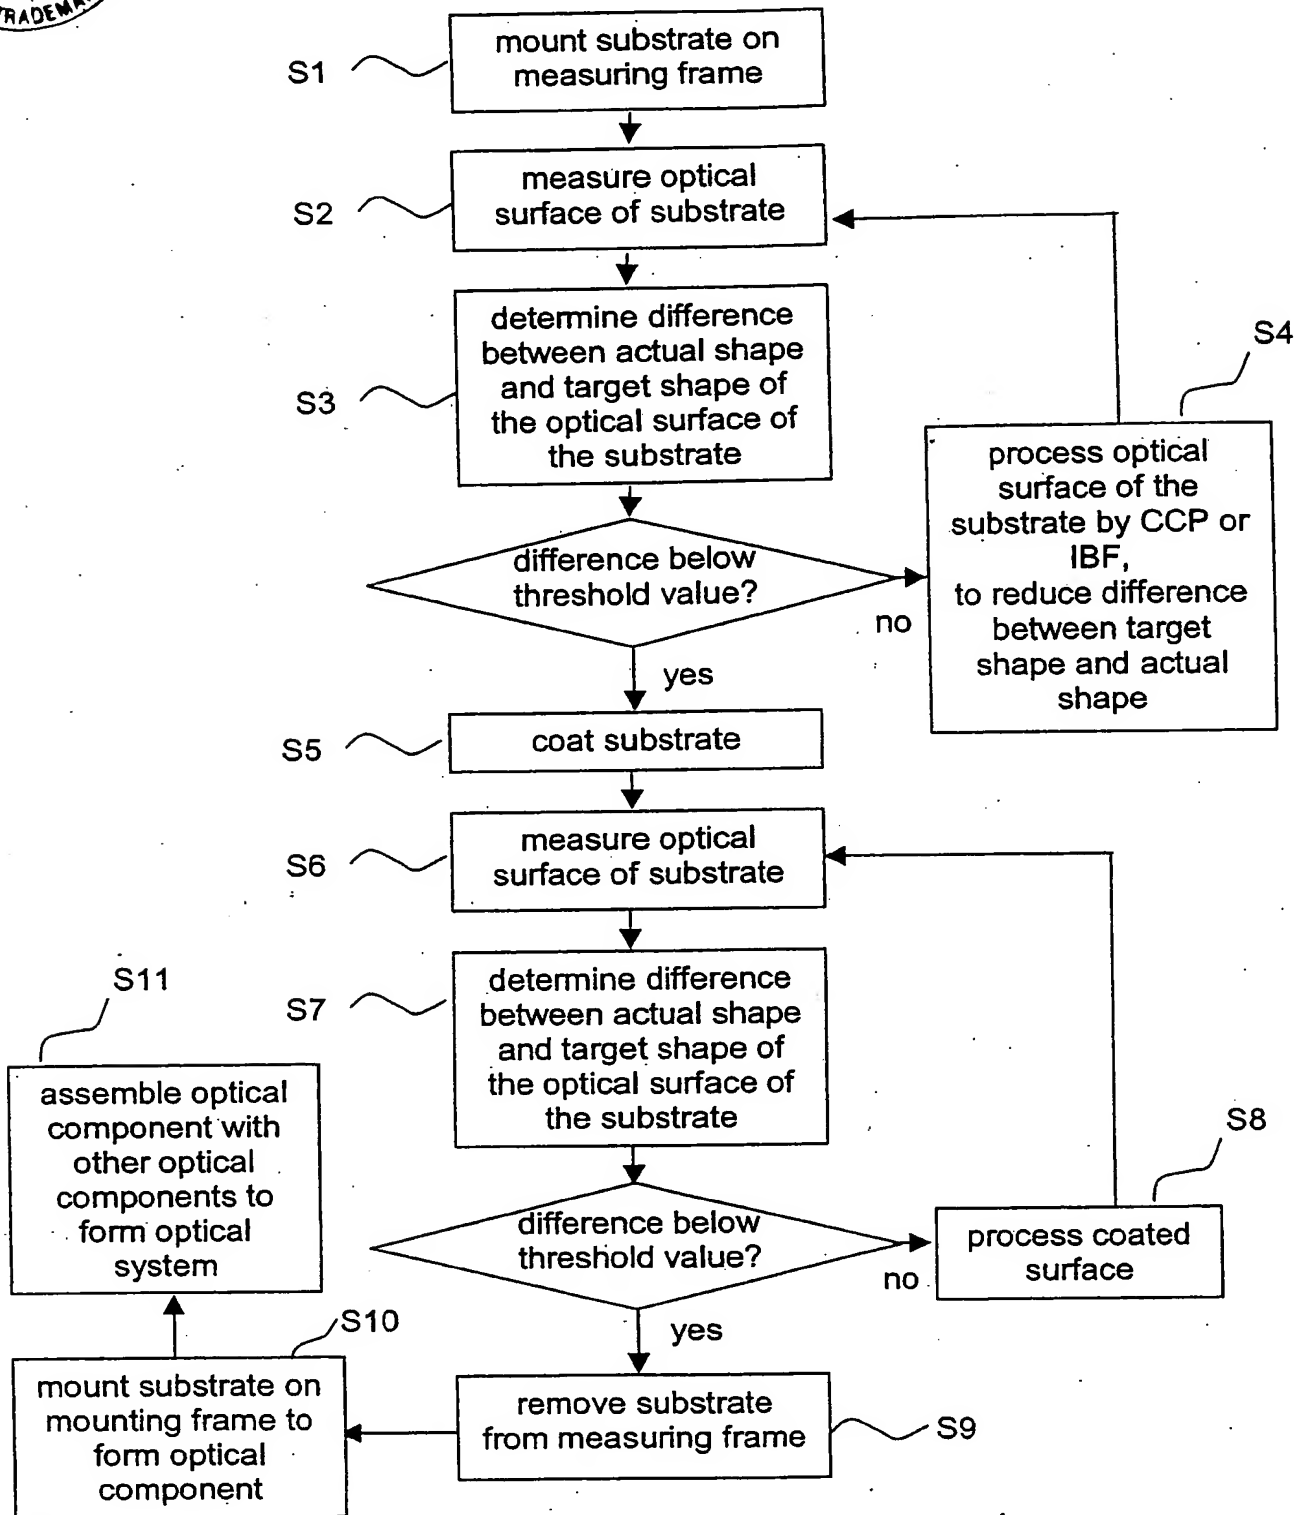 TRADEMA
S1
mount substrate on
measuring frame
S2
measure optical
surface of substrate
S3
determine difference
between actual shape
and target shape of
the optical surface of
the substrate
difference below
threshold value?
no
S4
process optical
surface of the
substrate by CCP or
IBF,
to reduce difference
between target
shape and actual
shape
yes
S5
coat substrate
S6
measure optical
surface of substrate
S7
determine difference
between actual shape
and target shape of
the optical surface of
the substrate
difference below
threshold value?
no
S8
process coated
surface
yes
remove substrate
from measuring frame
S9
S10
mount substrate on
mounting frame to
form optical
component
S11
assemble optical
component with
other optical
components to
form optical
system